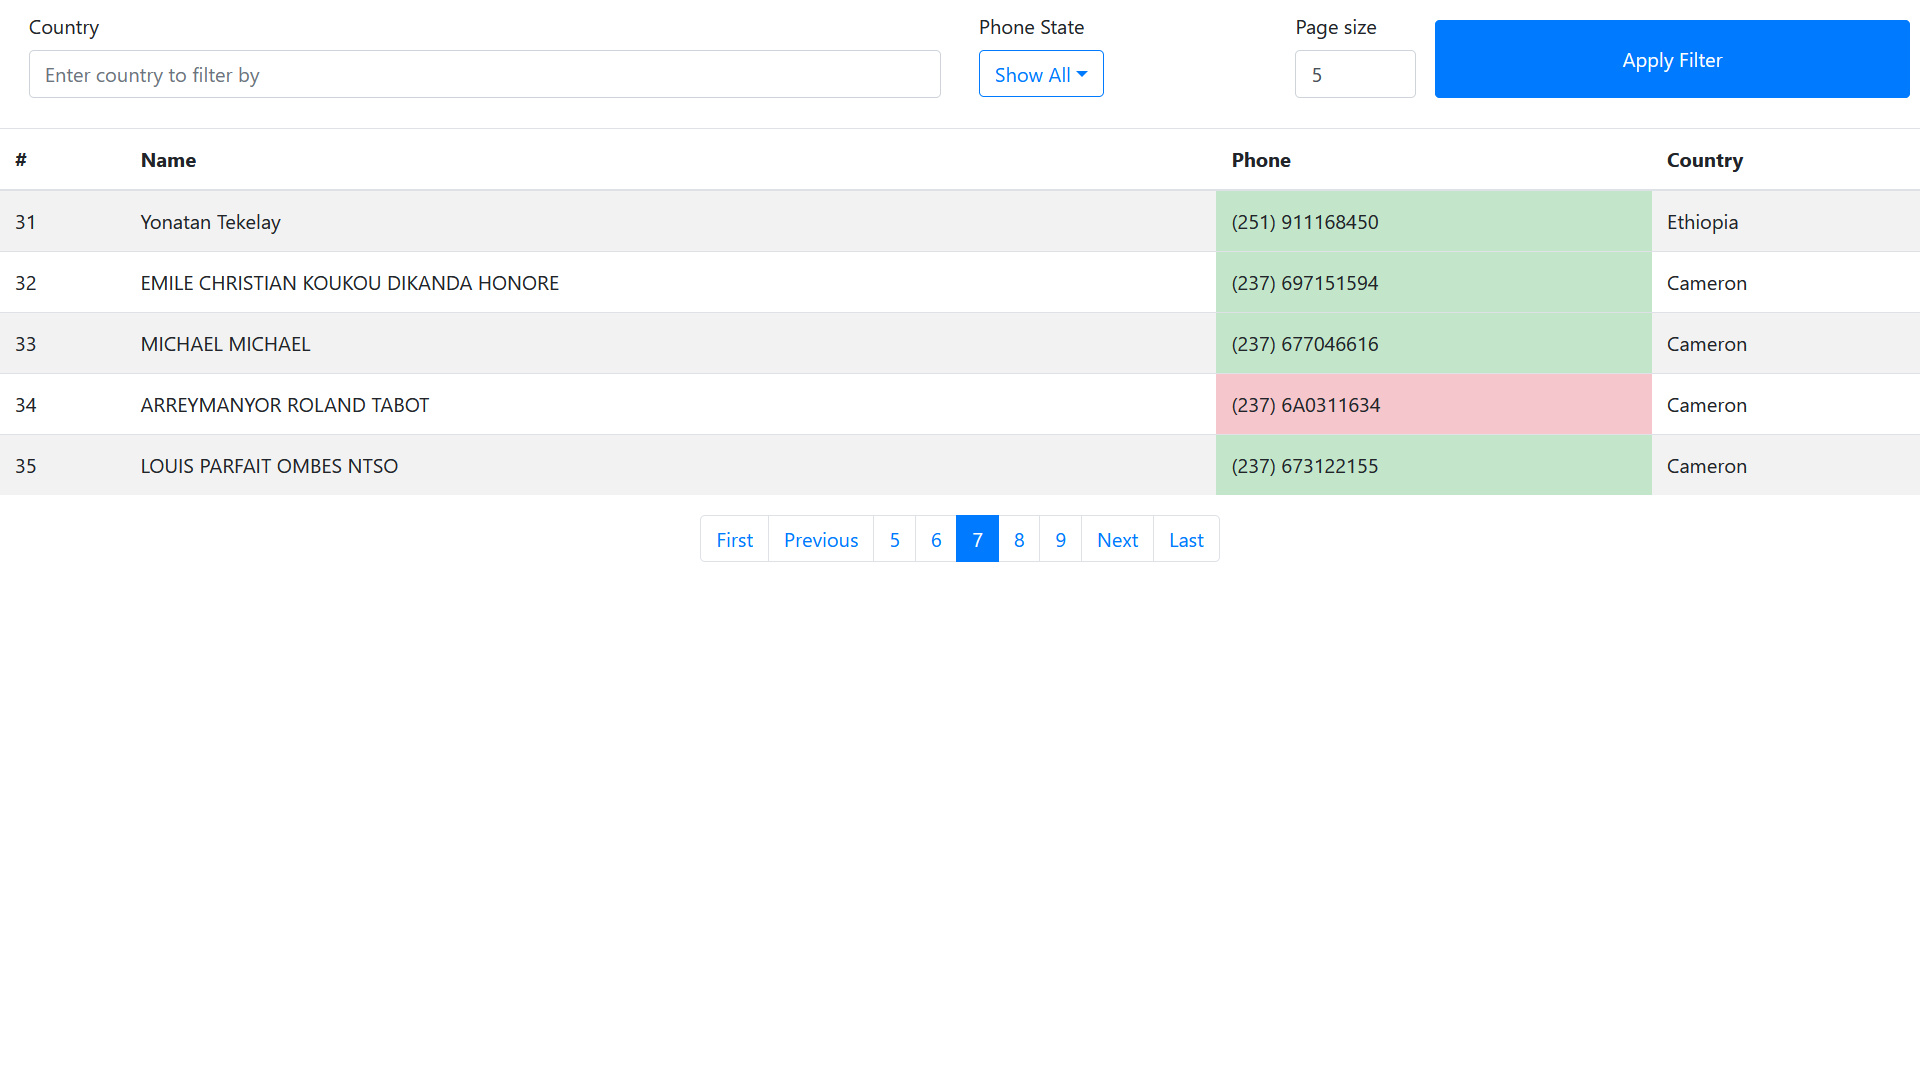 Country Phone State Page size
Enter country to filter by Show All 5 Apply Filter
# Name Phone Country
31 Yonatan Tekelay (251) 911168450 Ethiopia
32 EMILE CHRISTIAN KOUKOU DIKANDA HONORE (237) 697151594 Cameron
33 MICHAEL MICHAEL (237) 677046616 Cameron
34 ARREYMANYOR ROLAND TABOT (237) 6A0311634 Cameron
35 LOUIS PARFAIT OMBES NTSO (237) 673122155 Cameron
First Previous 5 6 7 8 9 Next Last